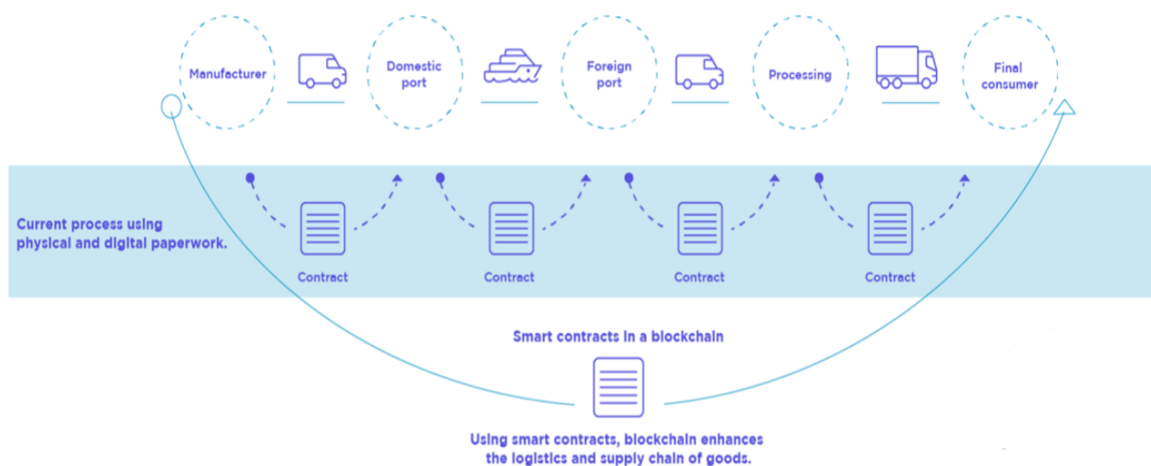 Manufacturer
Domestic
port
Foreign
port
Processing
Final
consumer
Current process using
physical and digital paperwork.
Contract
Contract
Contract
Contract
Smart contracts in a blockchain
Using smart contracts, blockchain enhances
the logistics and supply chain of goods.